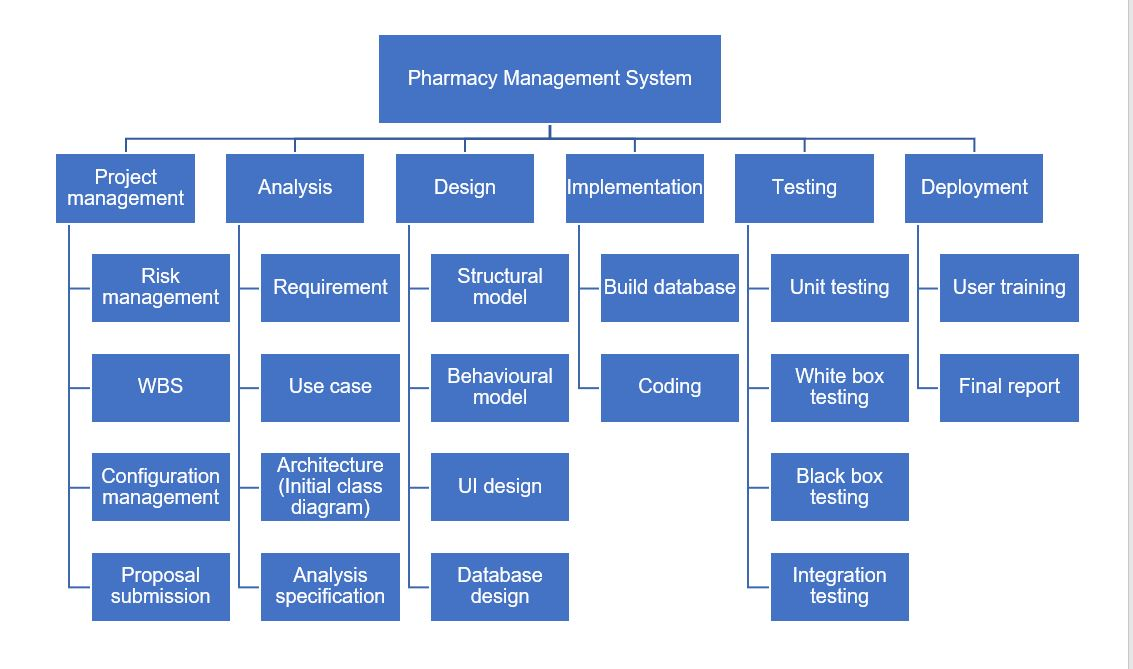 Pharmacy Management System
Project
management
Analysis
Design
Implementation
Testing
Deployment
Risk
management
Requirement
Structural
model
Build database
Unit testing
User training
WBS
Use case
Behavioural
model
Coding
White box
testing
Final report
Configuration
management
Architecture
(Initial class
diagram)
UI design
Black box
testing
Proposal
submission
Analysis
specification
Database
design
Integration
testing